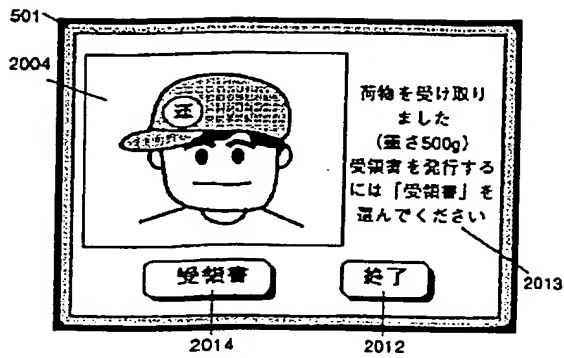 501
2004
荷物を受け取り
ました
(重さ500g)
受領書を発行する
には「受領書」を
選んでください
2013
受領書
終了
2014
2012